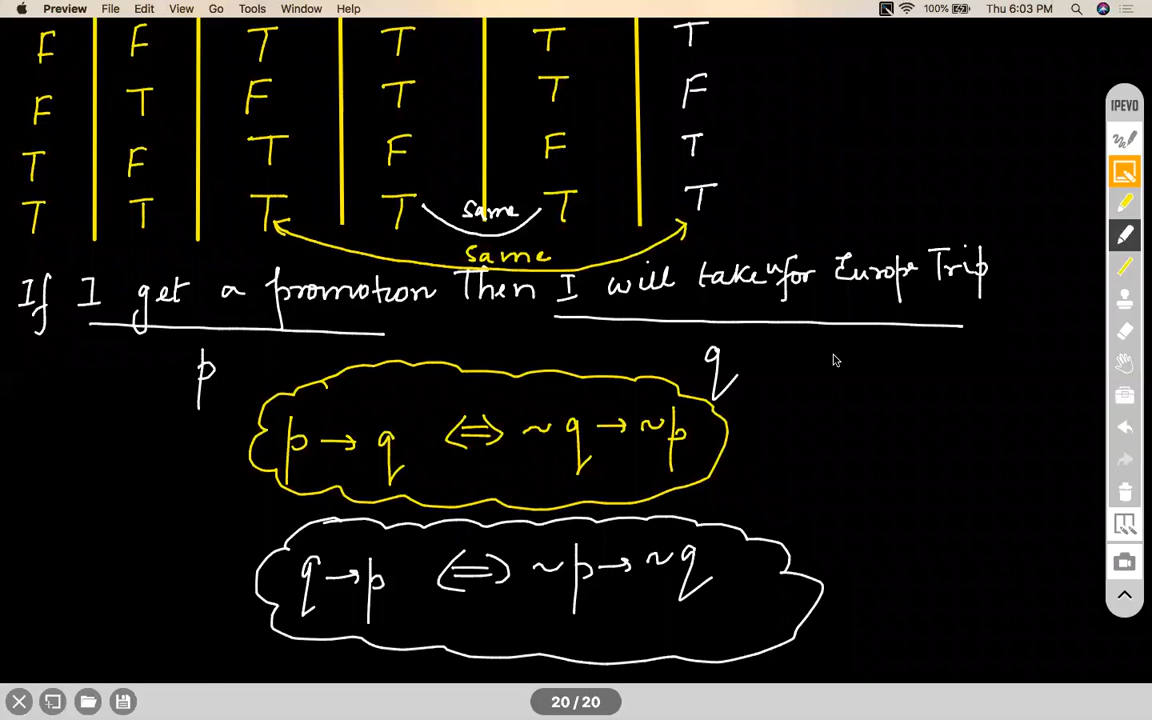 Preview File Edit View Go Tools Window Help 100% Thu 6:03 PM
F F T T T T
F T F T T F
T F T F F T
T T T T T T
same
same
If I get a promotion Then I will take u for Europe Trip
p q
p → q ⇔ ~q → ~p
q → p ⇔ ~p → ~q
IPEVO
20 / 20